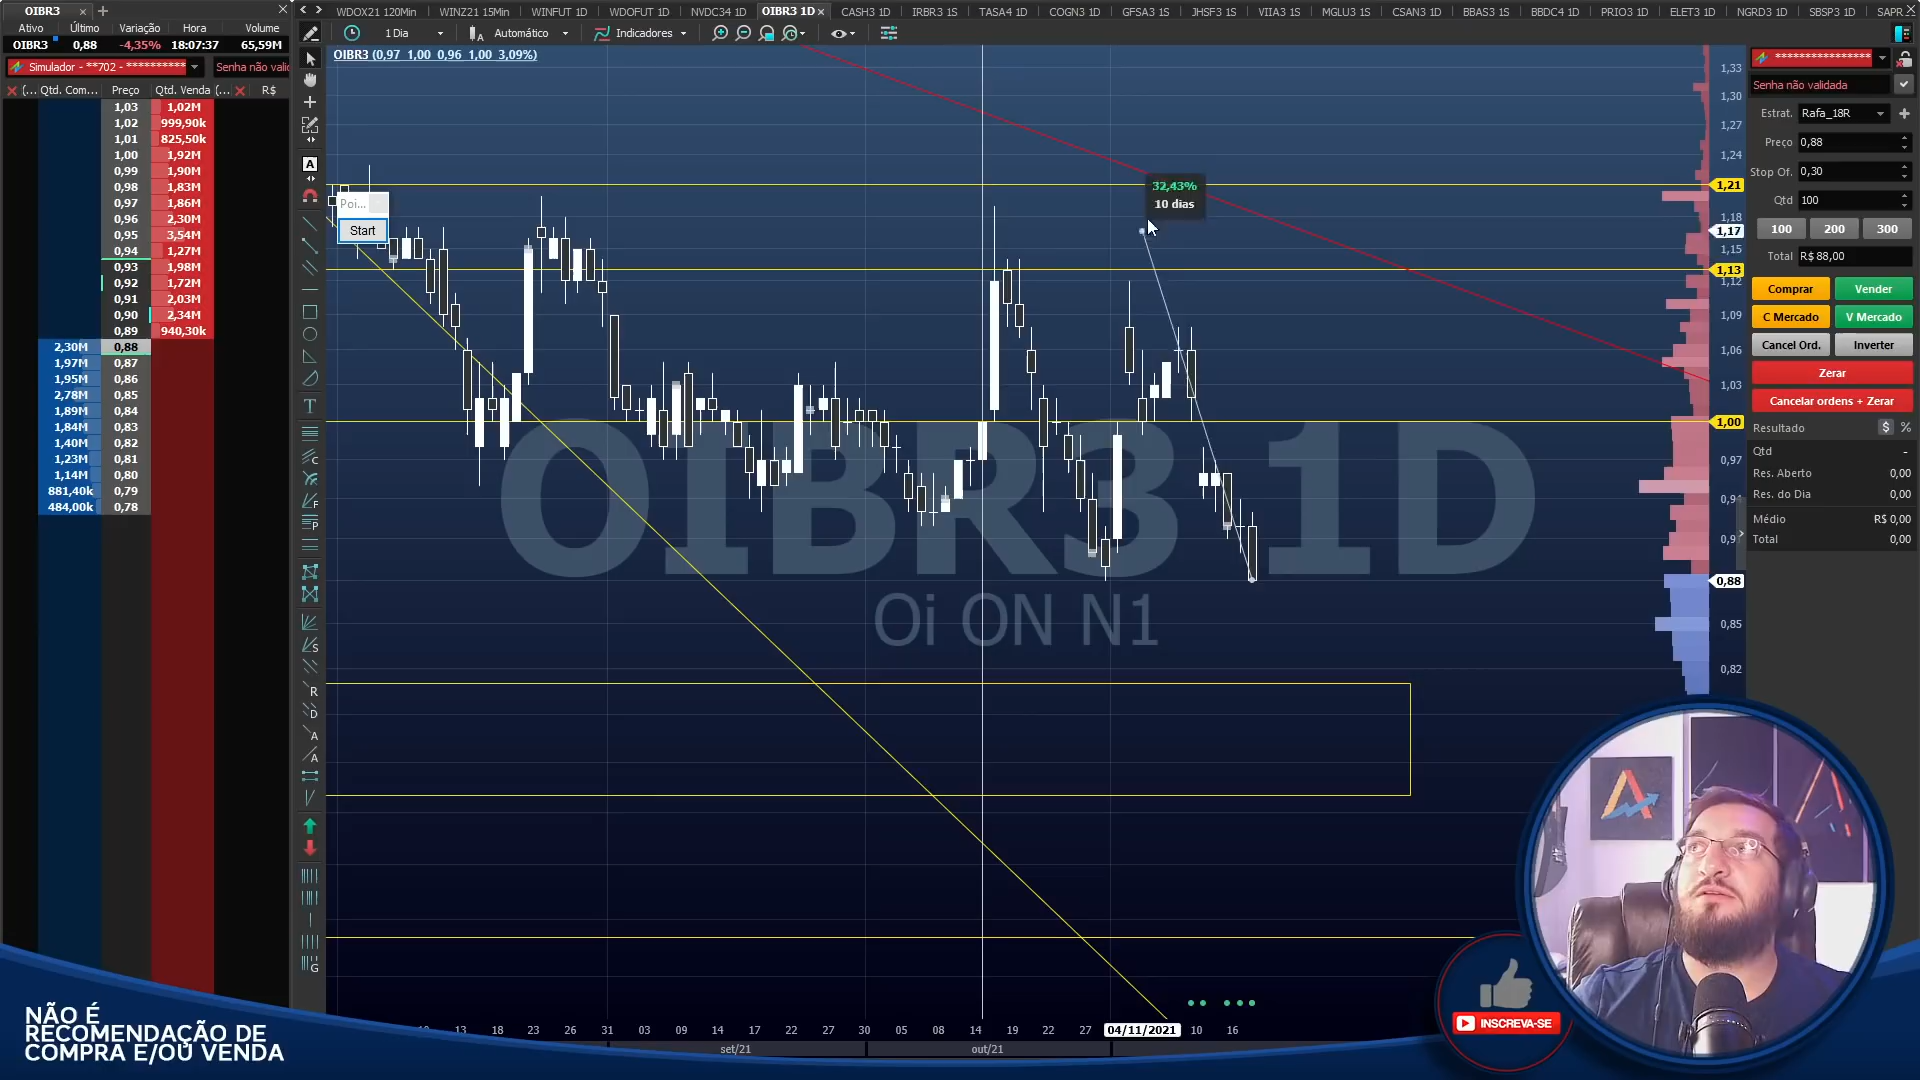 OIBR3
Ativo Último Variação Hora Volume
OIBR3 0,88 -4,35% 18:07:37 65,59M
Simulador - **702 - **********
Senha não valid
(... Qtd. Com... Preço Qtd. Venda (... R$
1,03 1,02M
1,02 999,90k
1,01 825,50k
1,00 1,92M
0,99 1,90M
0,98 1,83M
0,97 1,86M
0,96 2,30M
0,95 3,54M
0,94 1,27M
0,93 1,98M
0,92 1,72M
0,91 2,03M
0,90 2,34M
0,89 940,30k
2,30M 0,88
1,97M 0,87
1,95M 0,86
2,78M 0,85
1,89M 0,84
1,84M 0,83
1,40M 0,82
1,23M 0,81
1,14M 0,80
881,40k 0,79
484,00k 0,78
WDOX21 120Min WINZ21 15Min WINFUT 1D WDOFUT 1D NVDC34 1D OIBR3 1D CASH3 1D IRBR3 1S TASA4 1D COGN3 1D GFSA3 1S JHSF3 1S VIIA3 1S MGLU3 1S CSAN3 1D BBAS3 1S BBDC4 1D PRIO3 1D ELET3 1D NGRD3 1D SBSP3 1D SAPR
1 Dia Automático Indicadores
OIBR3 (0,97 1,00 0,96 1,00 3,09%)
Poi...
Start
32,43%
10 dias
OIBR3 1D
Oi ON N1
1,33
1,30
1,27
1,24
1,21
1,18
1,17
1,15
1,13
1,12
1,09
1,06
1,03
1,00
0,97
0,94
0,88
0,85
0,82
13 18 23 26 31 03 09 14 17 22 27 30 05 08 14 19 22 27 04/11/2021 10 16
set/21 out/21
Senha não validada
Estrat. Rafa_18R
Preço 0,88
Stop Of. 0,30
Qtd 100
100 200 300
Total R$ 88,00
Comprar Vender
C Mercado V Mercado
Cancel Ord. Inverter
Zerar
Cancelar ordens + Zerar
Resultado $ %
Qtd -
Res. Aberto 0,00
Res. do Dia 0,00
Médio R$ 0,00
Total 0,00
NÃO É
RECOMENDAÇÃO DE
COMPRA E/OU VENDA
INSCREVA-SE